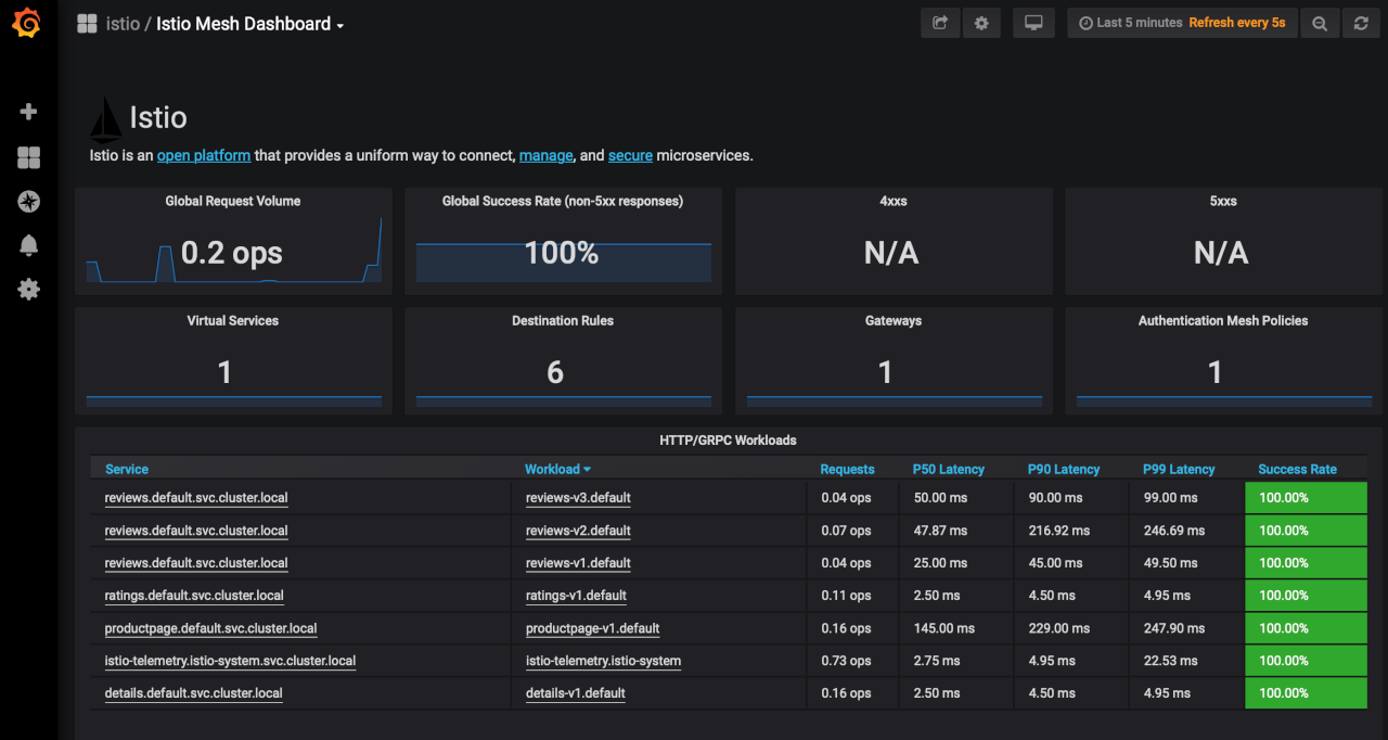 istio / Istio Mesh Dashboard
Last 5 minutes Refresh every 5s
Istio
Istio is an open platform that provides a uniform way to connect, manage, and secure microservices.
Global Request Volume
0.2 ops
Global Success Rate (non-5xx responses)
100%
4xxs
N/A
5xxs
N/A
Virtual Services
1
Destination Rules
6
Gateways
1
Authentication Mesh Policies
1
HTTP/GRPC Workloads
Service Workload Requests P50 Latency P90 Latency P99 Latency Success Rate
reviews.default.svc.cluster.local reviews-v3.default 0.04 ops 50.00 ms 90.00 ms 99.00 ms 100.00%
reviews.default.svc.cluster.local reviews-v2.default 0.07 ops 47.87 ms 216.92 ms 246.69 ms 100.00%
reviews.default.svc.cluster.local reviews-v1.default 0.04 ops 25.00 ms 45.00 ms 49.50 ms 100.00%
ratings.default.svc.cluster.local ratings-v1.default 0.11 ops 2.50 ms 4.50 ms 4.95 ms 100.00%
productpage.default.svc.cluster.local productpage-v1.default 0.16 ops 145.00 ms 229.00 ms 247.90 ms 100.00%
istio-telemetry.istio-system.svc.cluster.local istio-telemetry.istio-system 0.73 ops 2.75 ms 4.95 ms 22.53 ms 100.00%
details.default.svc.cluster.local details-v1.default 0.16 ops 2.50 ms 4.50 ms 4.95 ms 100.00%